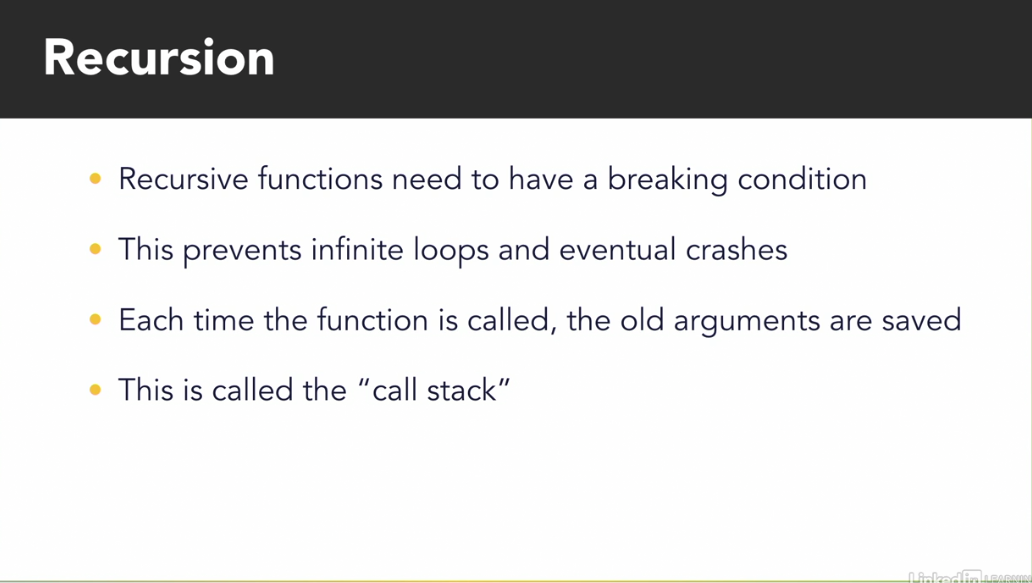 Recursion
• Recursive functions need to have a breaking condition
• This prevents infinite loops and eventual crashes
• Each time the function is called, the old arguments are saved
• This is called the “call stack”
Linked in LEARNING